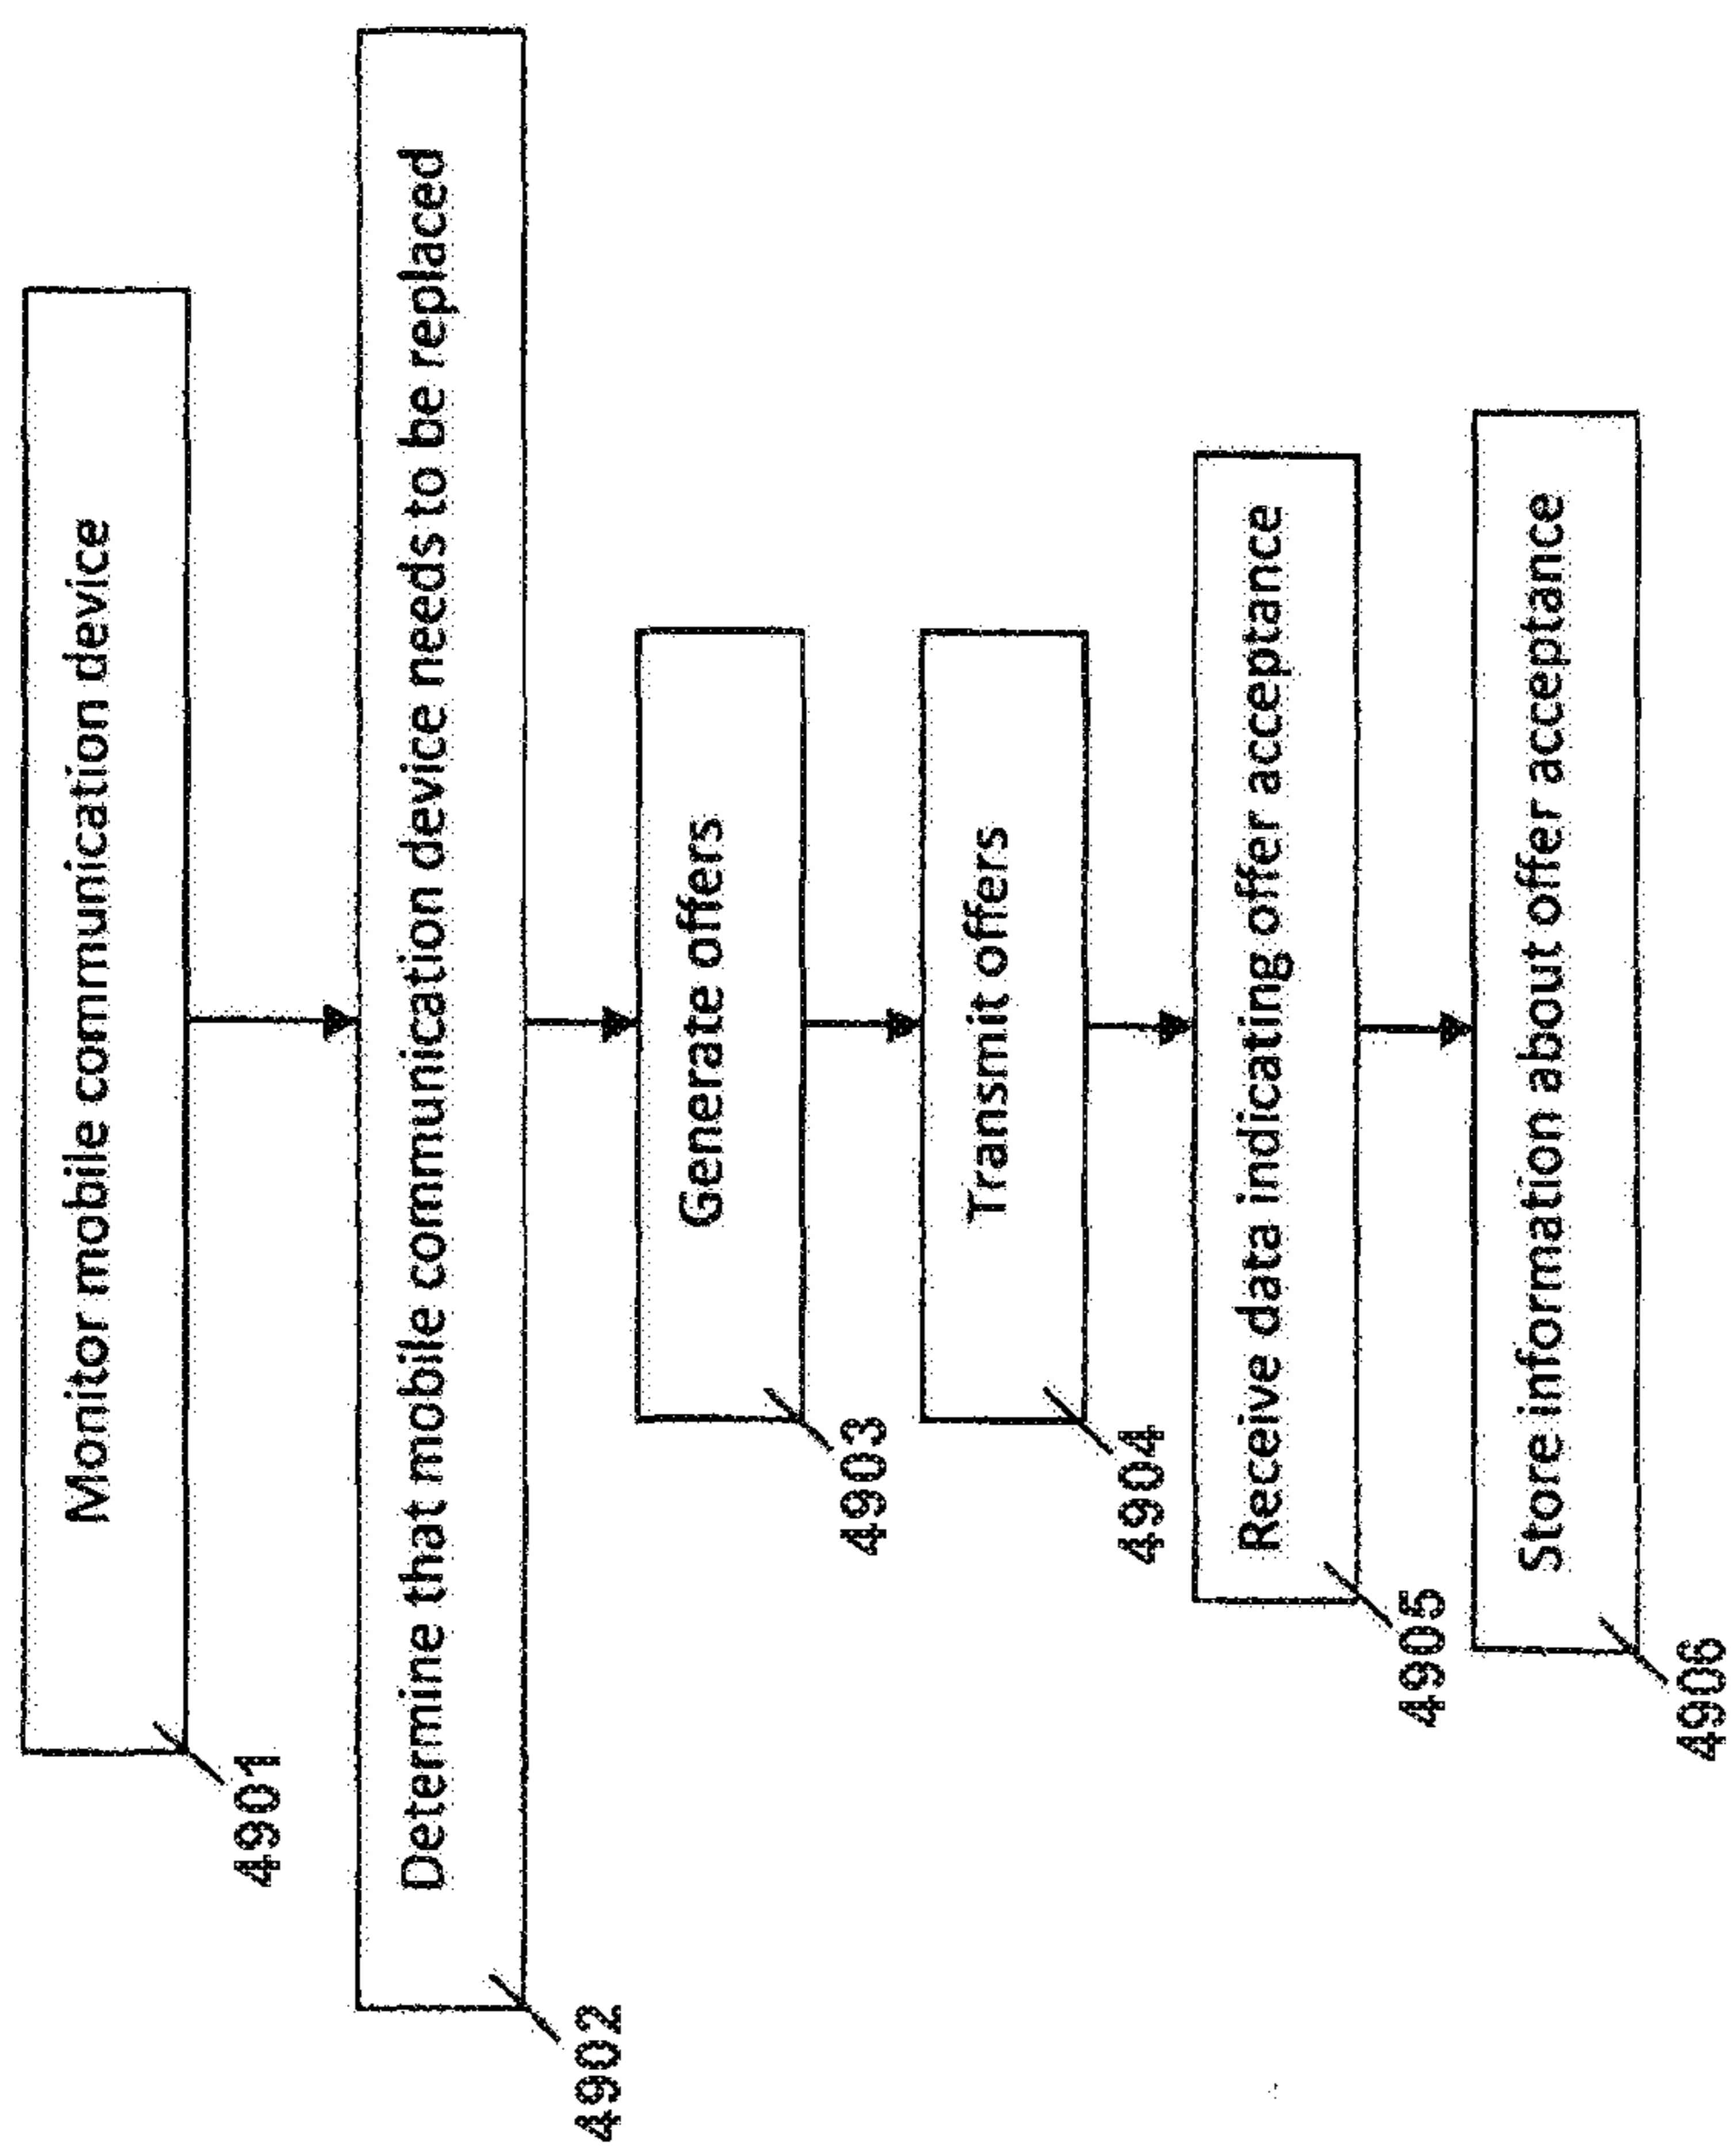 Monitor mobile communication device
4901
Determine that mobile communication device needs to be replaced
4902
Generate offers
4903
Transmit offers
4904
Receive data indicating offer acceptance
4905
Store information about offer acceptance
4906